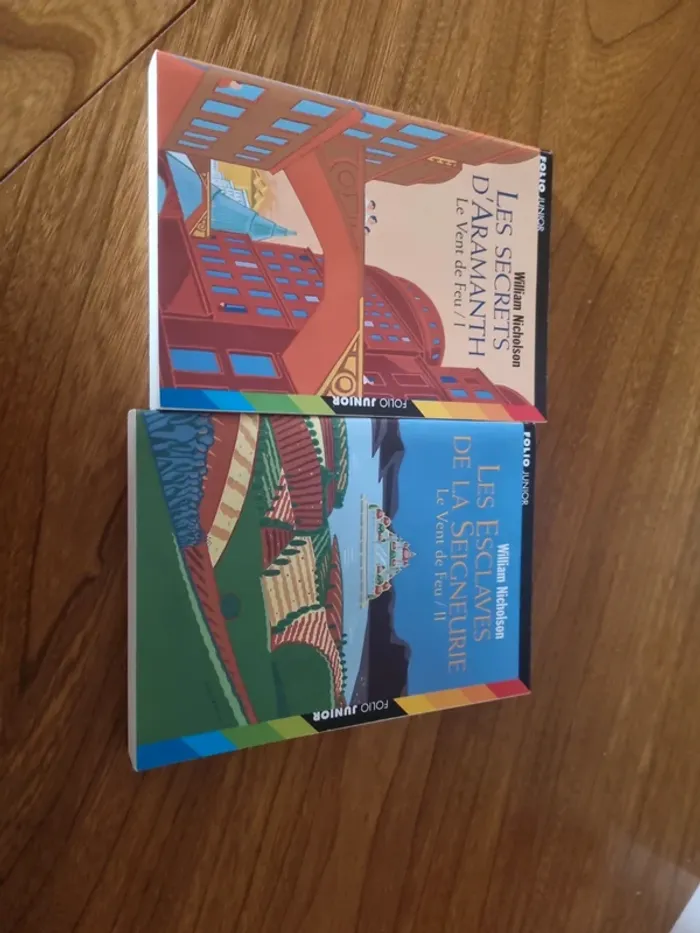 FOLIO JUNIOR
William Nicholson
LES SECRETS
D'ARAMANTH
Le Vent de Feu / I
FOLIO JUNIOR
FOLIO JUNIOR
William Nicholson
LES ESCLAVES
DE LA SEIGNEURIE
Le Vent de Feu / II
FOLIO JUNIOR